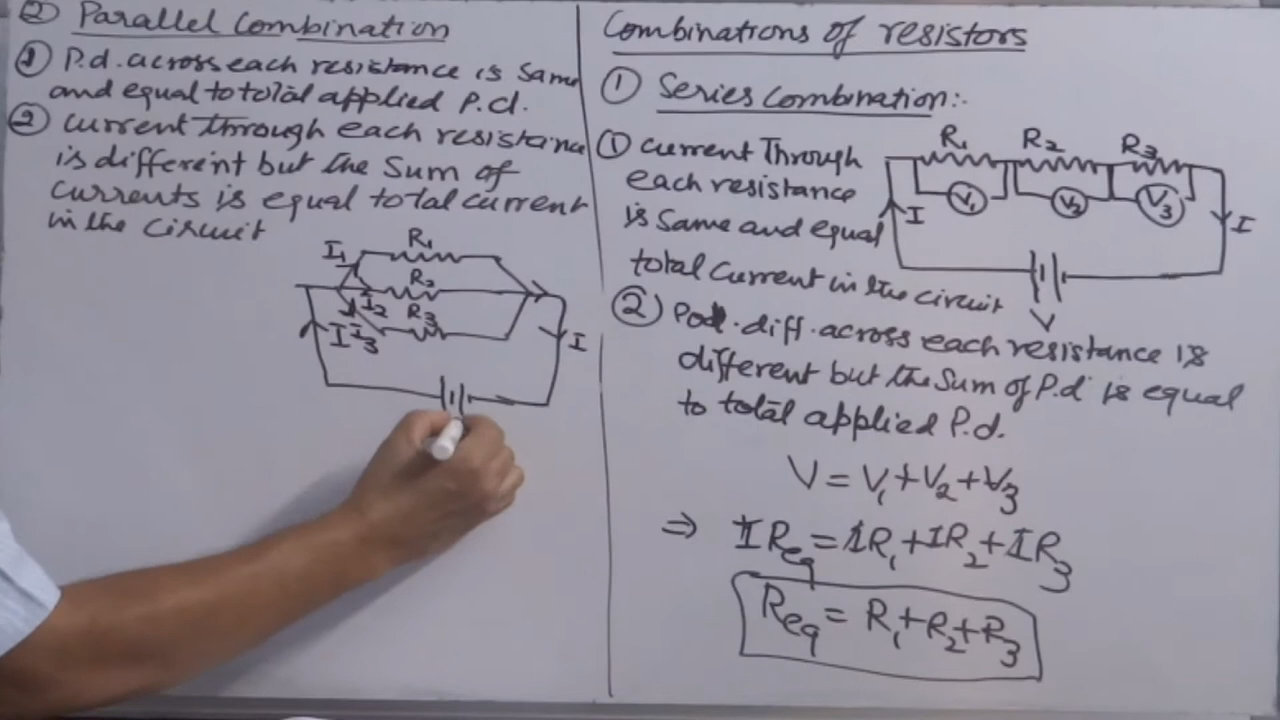 ② Parallel Combination
① P.d. across each resistance is same
and equal to total applied P.d.
② current through each resistance
is different but the sum of
currents is equal total current
in the circuit
R₁
I₁
R₂
I₂
R₃
I I₃
I
Combinations of resistors
① Series Combination:-
① current Through
each resistance
is same and equal
total current in the circuit
R₁ R₂ R₃
V₁ V₂ V₃
I I
V
② Pot. diff. across each resistance is
different but the sum of P.d is equal
to total applied P.d.
V = V₁+V₂+V₃
⇒ IReq = IR₁+IR₂+IR₃
Req = R₁+R₂+R₃